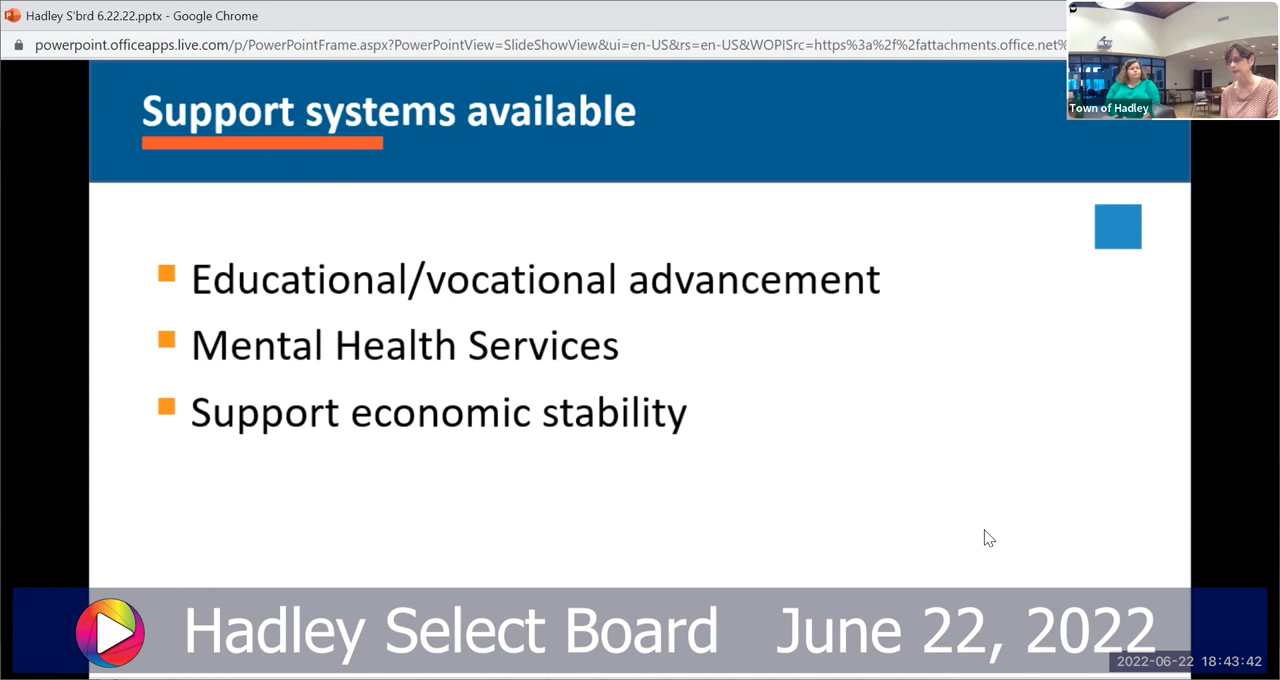 Hadley S'brd 6.22.22.pptx - Google Chrome
powerpoint.officeapps.live.com/p/PowerPointFrame.aspx?PowerPointView=SlideShowView&ui=en-US&rs=en-US&WOPISrc=https%3a%2f%2fattachments.office.net%
Town of Hadley
Support systems available
Educational/vocational advancement
Mental Health Services
Support economic stability
Hadley Select Board June 22, 2022
2022-06-22 18:43:42